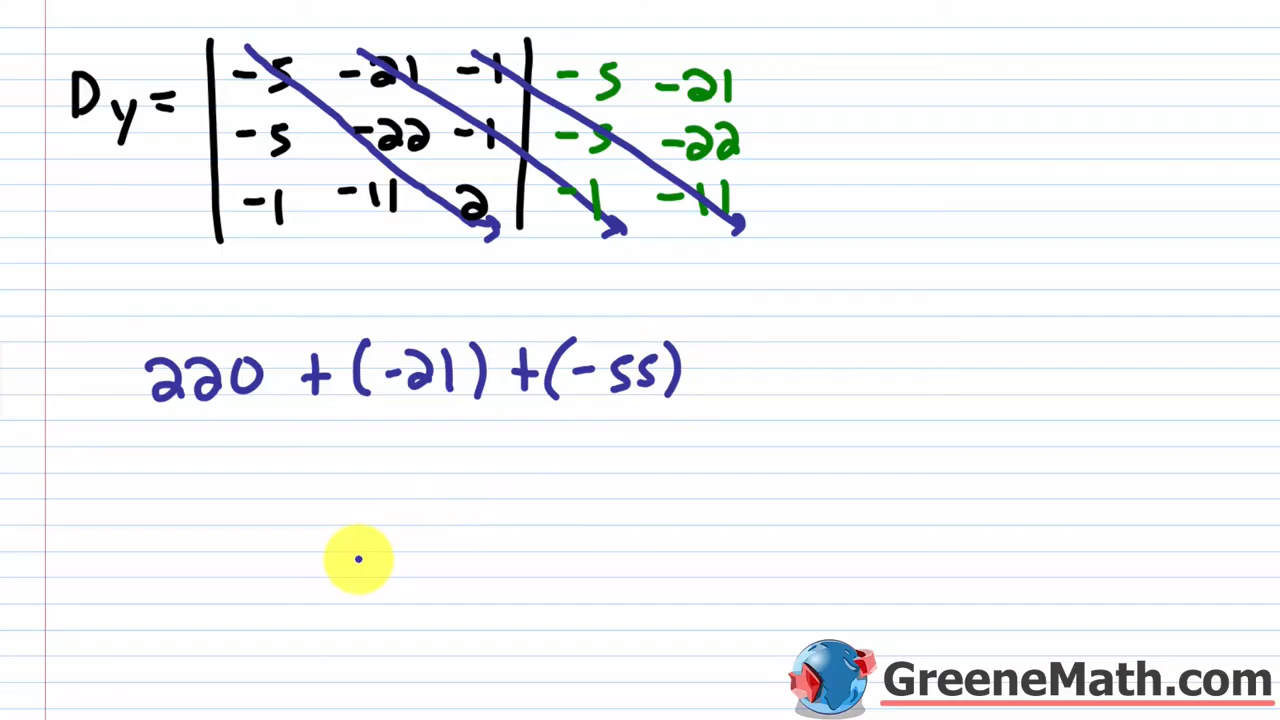 -5 -21 -1 -5 -21
Dy = -5 -22 -1 -5 -22
-1 -11 2 -1 -11
220 + (-21) + (-55)
GreeneMath.com